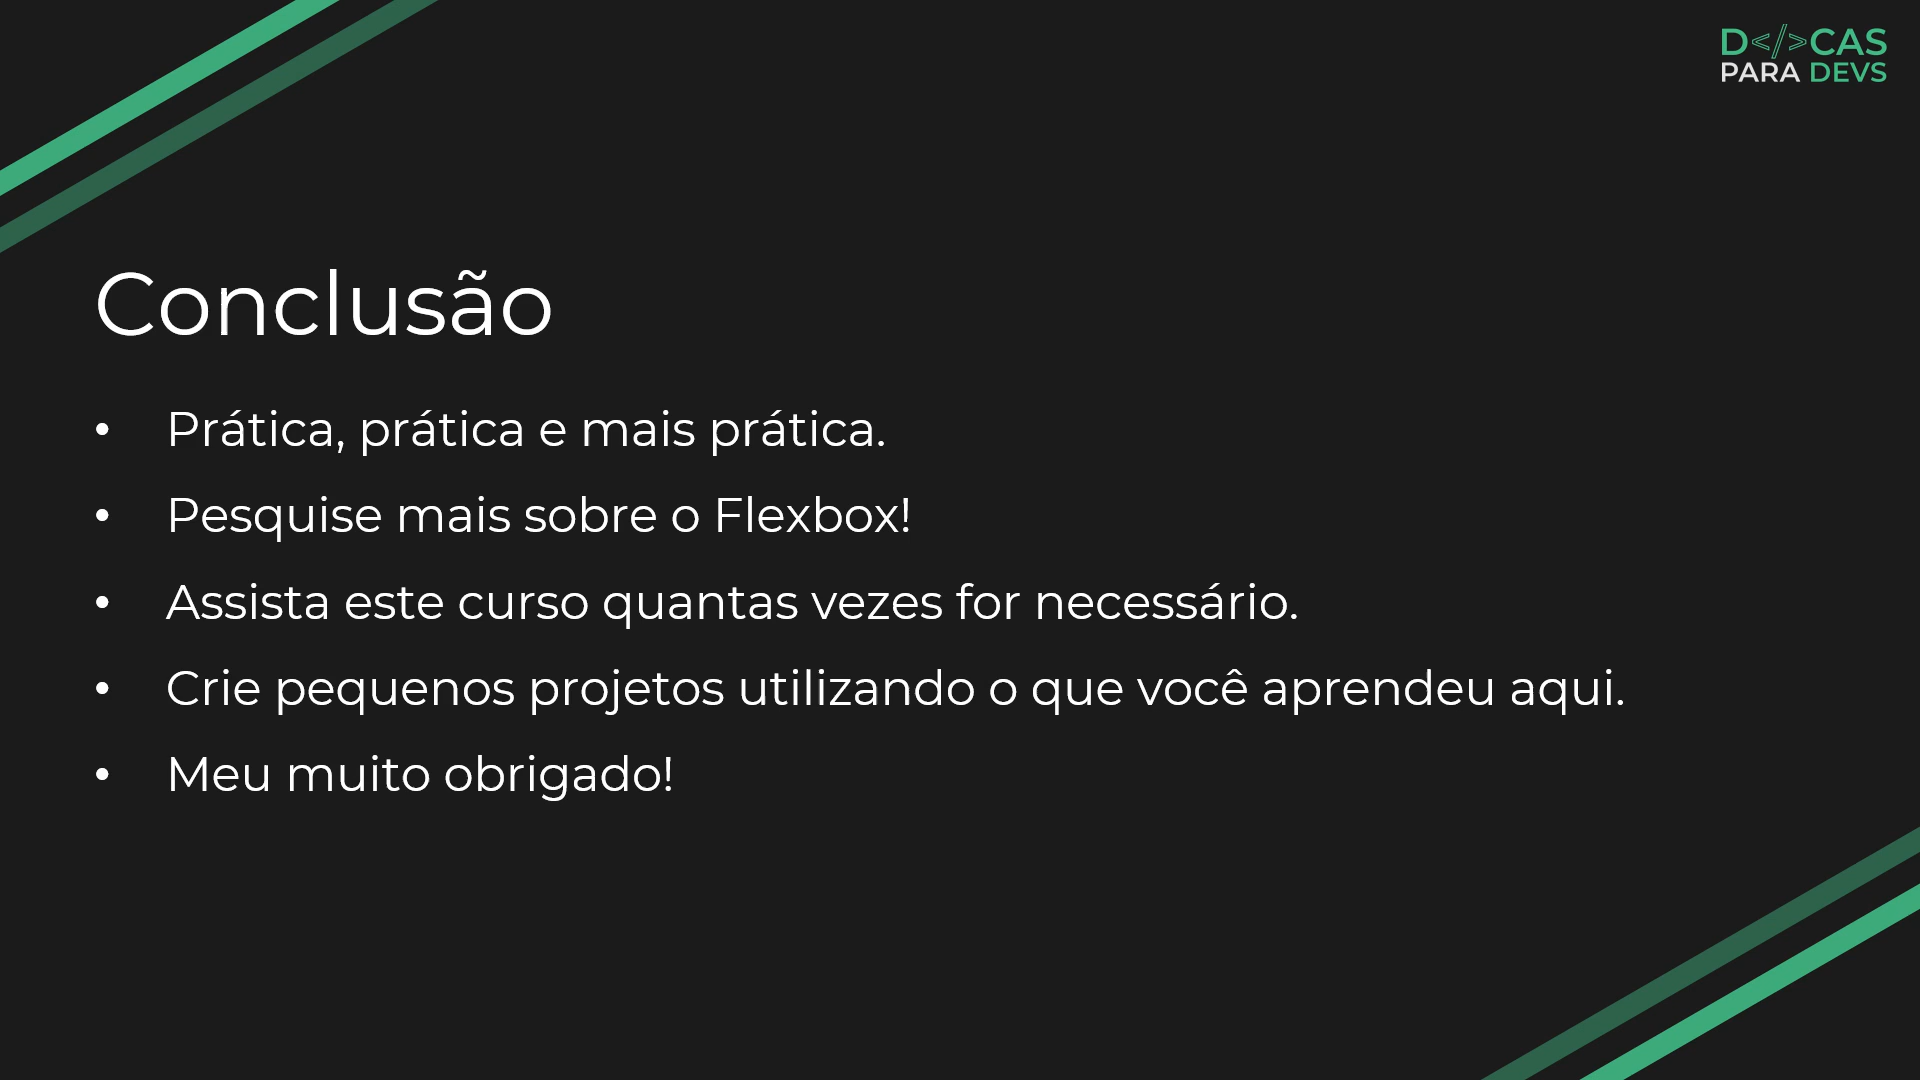 D</>CAS
PARA DEVS
Conclusão
• Prática, prática e mais prática.
• Pesquise mais sobre o Flexbox!
• Assista este curso quantas vezes for necessário.
• Crie pequenos projetos utilizando o que você aprendeu aqui.
• Meu muito obrigado!